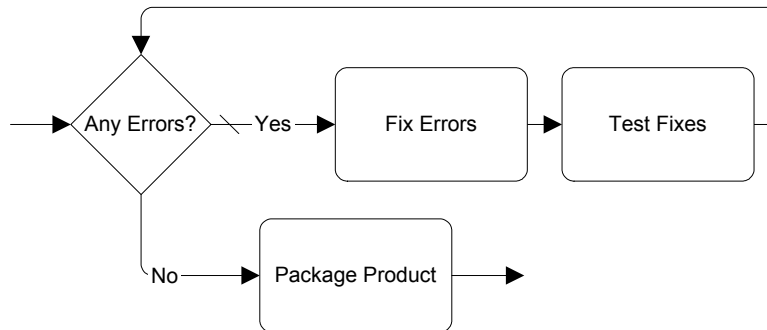 Any Errors?
Yes
Fix Errors
Test Fixes
No
Package Product